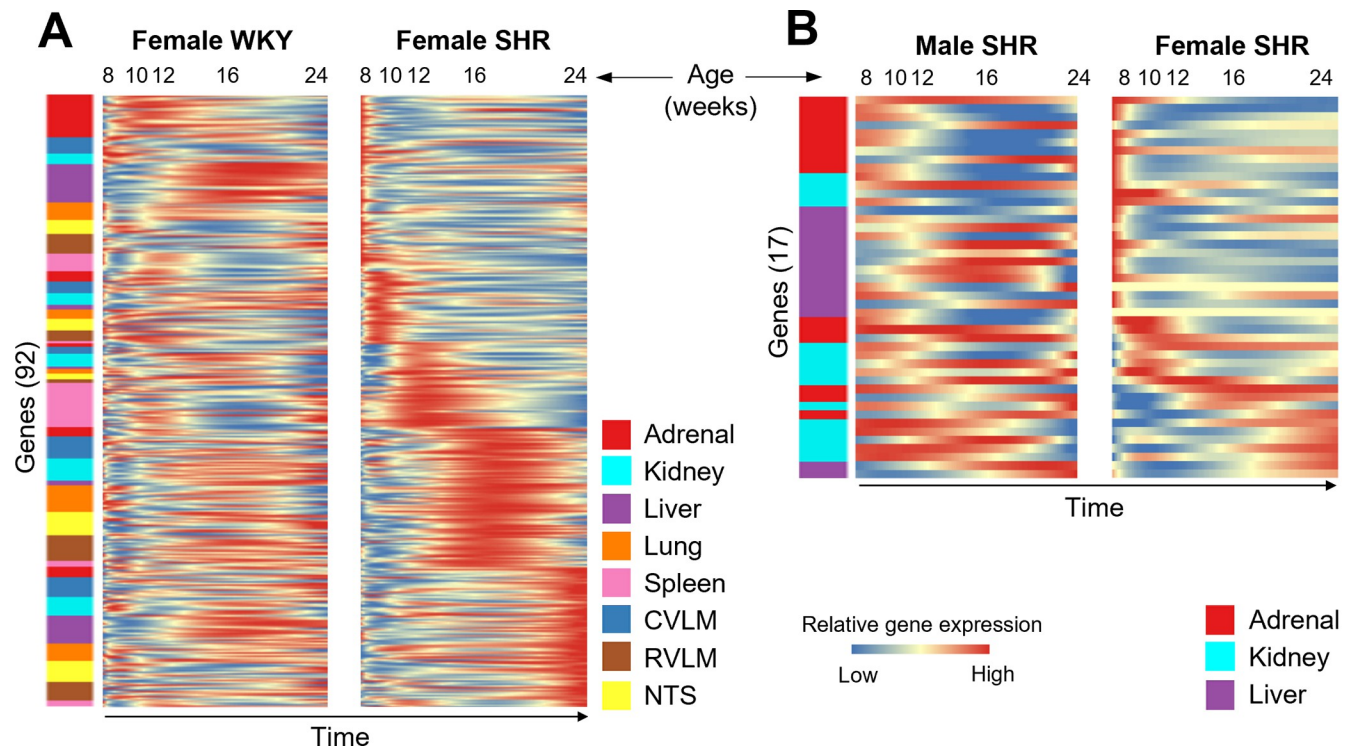 A
Female WKY
Female SHR
8 10 12 16 24
8 10 12 16 24
Age
(weeks)
Genes (92)
Time
Adrenal
Kidney
Liver
Lung
Spleen
CVLM
RVLM
NTS
B
Male SHR
Female SHR
8 10 12 16 24
8 10 12 16 24
Genes (17)
Time
Relative gene expression
Low High
Adrenal
Kidney
Liver